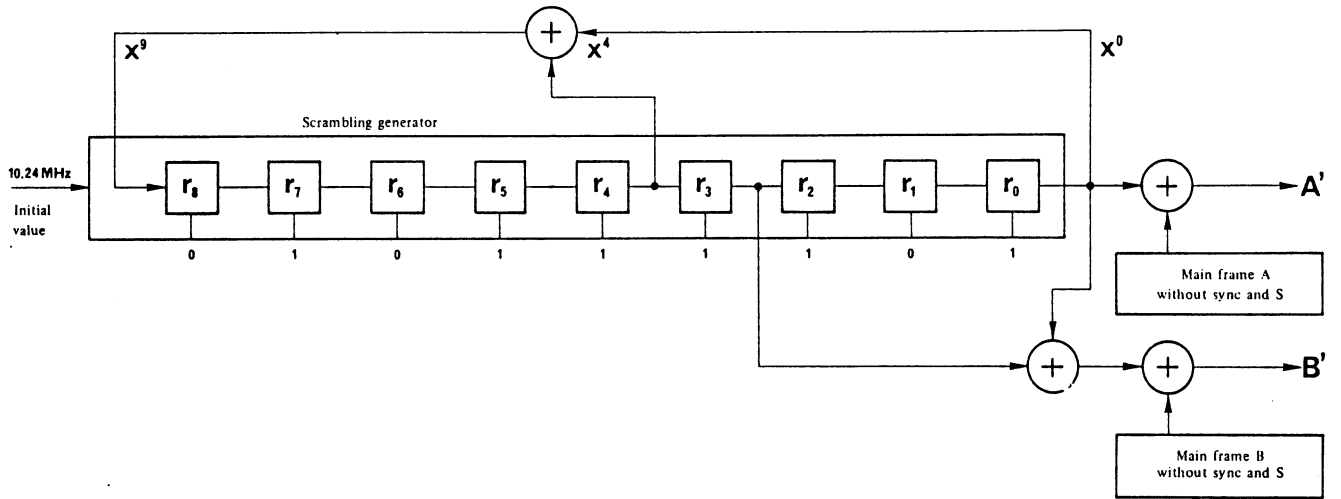 x⁹
x⁴
x⁰
Scrambling generator
10.24 MHz
Initial
value
r₈ r₇ r₆ r₅ r₄ r₃ r₂ r₁ r₀
0 1 0 1 1 1 1 0 1
A'
Main frame A
without sync and S
B'
Main frame B
without sync and S